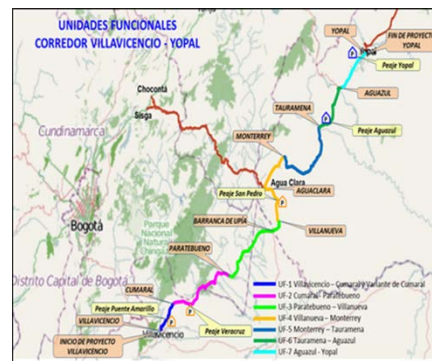 UNIDADES FUNCIONALES
CORREDOR VILLAVICENCIO - YOPAL
YOPAL
FIN DE PROYECTO
YOPAL
Yopal
Peaje Yopal
AGUAZUL
Chocontá
Sisga
TAURAMENA
Peaje Aguazul
Cundinamarca
MONTERREY
Agua Clara
AGUACLARA
Peaje San Pedro
Bogotá
Parque
Nacional
Natural
BARRANCA DE UPÍA
VILLANUEVA
PARATEBUENO
Distrito Capital de Bogotá
CUMARAL
Peaje Puente Amarillo
VILLAVICENCIO
Villavicencio
Peaje Veracruz
INICIO DE PROYECTO
VILLAVICENCIO
UF-1 Villavicencio – Cumaral y Variante de Cumaral
UF-2 Cumaral- Paratebueno
UF-3 Paratebueno – Villanueva
UF-4 Villanueva – Monterrey
UF-5 Monterrey – Tauramena
UF-6 Tauramena – Aguazul
UF-7 Aguazul - Yopal